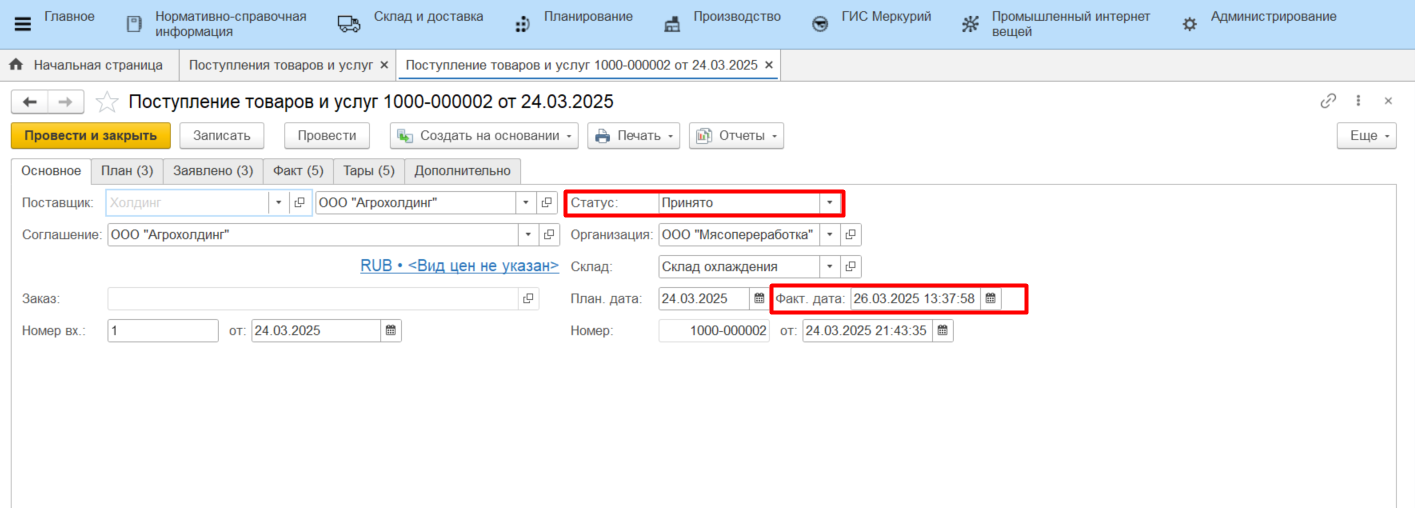 Главное
Нормативно-справочная
информация
Склад и доставка
Планирование
Производство
ГИС Меркурий
Промышленный интернет
вещей
Администрирование
Начальная страница
Поступления товаров и услуг ×
Поступление товаров и услуг 1000-000002 от 24.03.2025 ×
Поступление товаров и услуг 1000-000002 от 24.03.2025
Провести и закрыть Записать Провести Создать на основании Печать Отчеты Еще
Основное План (3) Заявлено (3) Факт (5) Тары (5) Дополнительно
Поставщик: Холдинг ООО "Агрохолдинг" Статус: Принято
Соглашение: ООО "Агрохолдинг" Организация: ООО "Мясопереработка"
RUB • <Вид цен не указан> Склад: Склад охлаждения
Заказ: План. дата: 24.03.2025 Факт. дата: 26.03.2025 13:37:58
Номер вх.: 1 от: 24.03.2025 Номер: 1000-000002 от: 24.03.2025 21:43:35